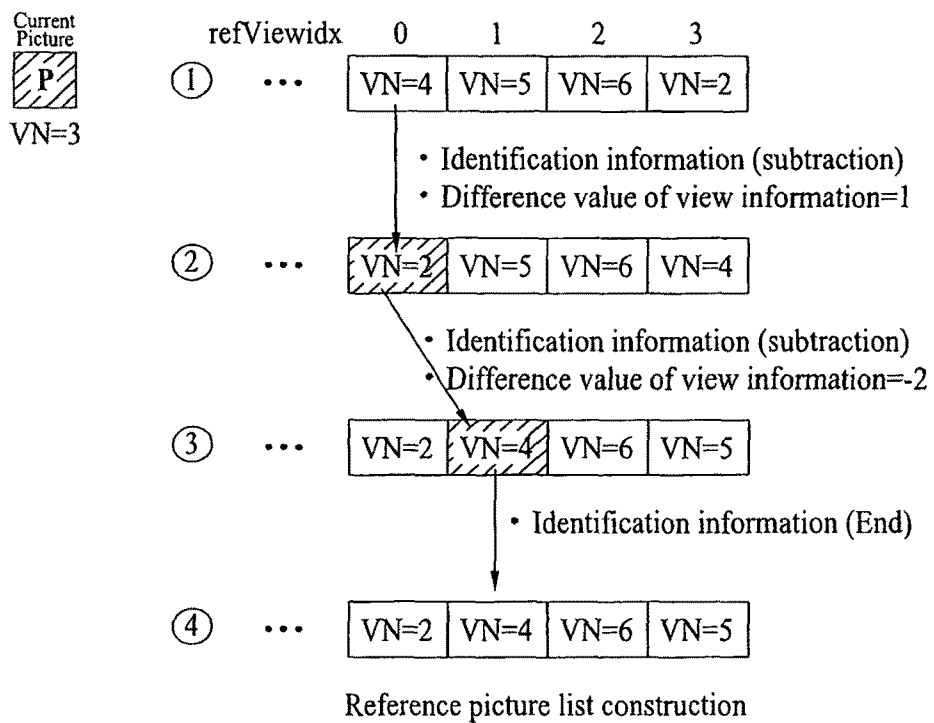 Current
Picture
P
VN=3
refViewidx 0 1 2 3
① ••• VN=4 VN=5 VN=6 VN=2
• Identification information (subtraction)
• Difference value of view information=1
② ••• VN=2 VN=5 VN=6 VN=4
• Identification information (subtraction)
• Difference value of view information=-2
③ ••• VN=2 VN=4 VN=6 VN=5
• Identification information (End)
④ ••• VN=2 VN=4 VN=6 VN=5
Reference picture list construction